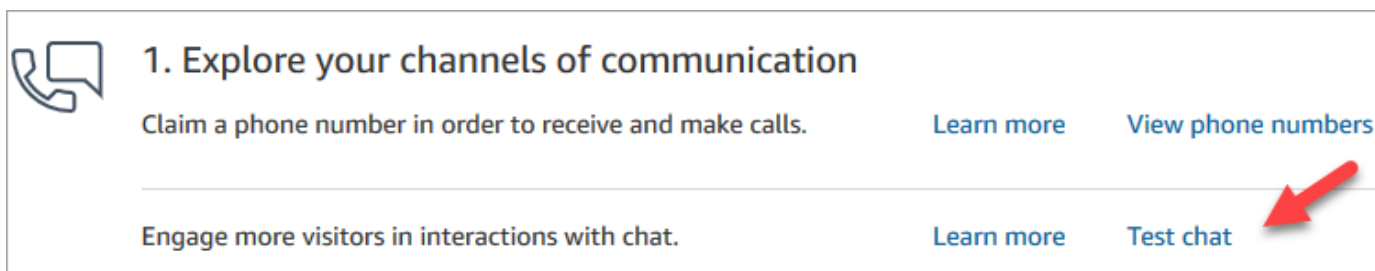 1. Explore your channels of communication
Claim a phone number in order to receive and make calls. Learn more View phone numbers
Engage more visitors in interactions with chat. Learn more Test chat